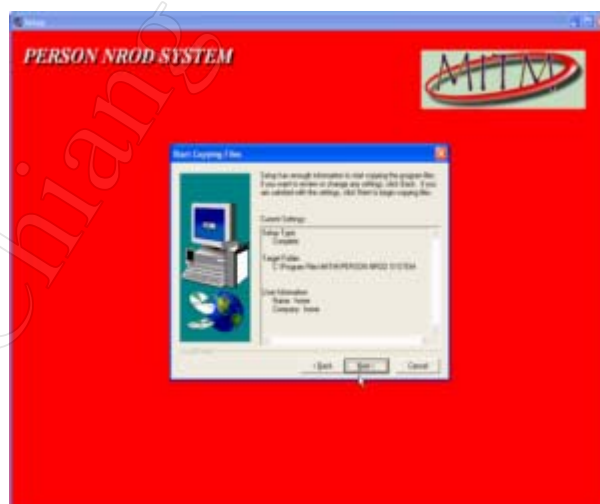 Setup
PERSON NROD SYSTEM
MITM
Start Copying Files
Setup has enough information to start copying the program files.
If you want to review or change any settings, click Back. If you
are satisfied with the settings, click Next to begin copying files.
Current Settings:
Setup Type:
Complete
Target Folder
C:\Program Files\MITM\PERSON NROD SYSTEM
User Information
Name: home
Company: home
< Back
Next >
Cancel
Chiang